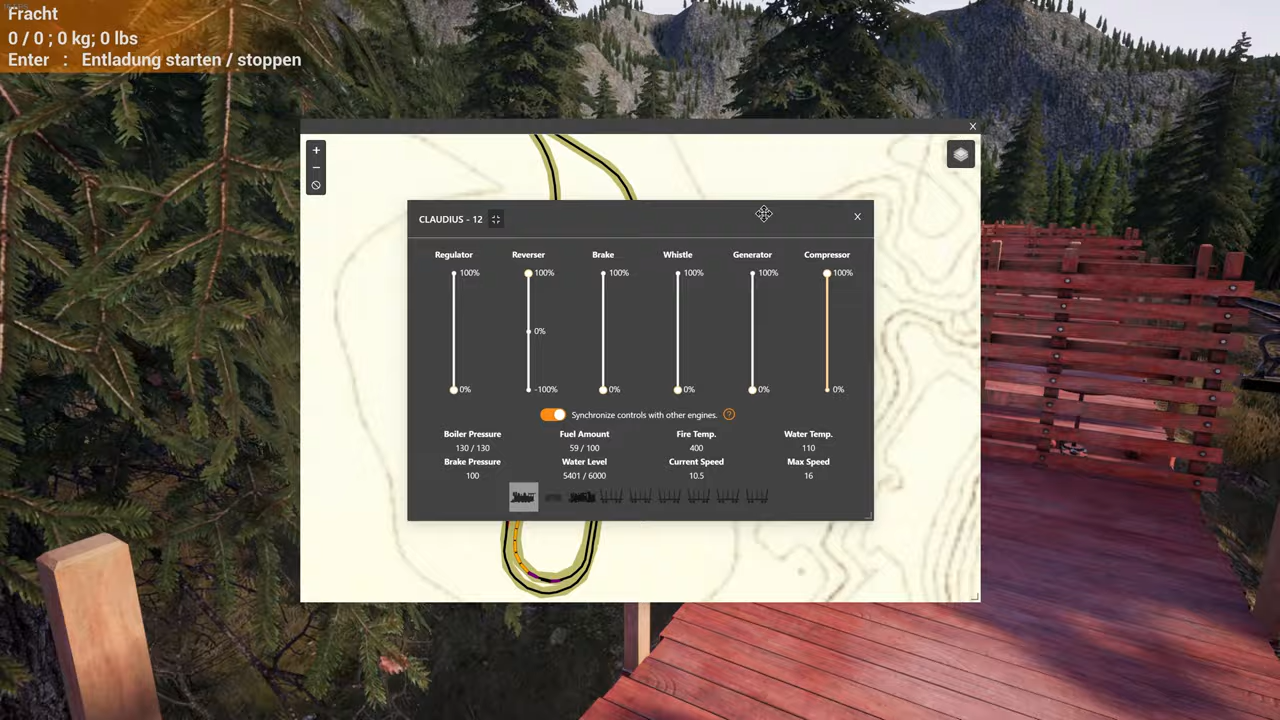 Fracht
0 / 0 ; 0 kg; 0 lbs
Enter : Entladung starten / stoppen
X
+
−
CLAUDIUS - 12
X
Regulator Reverser Brake Whistle Generator Compressor
100% 100% 100% 100% 100% 100%
0%
0% -100% 0% 0% 0% 0%
Synchronize controls with other engines. ?
Boiler Pressure Fuel Amount Fire Temp. Water Temp.
130 / 130 59 / 100 400 110
Brake Pressure Water Level Current Speed Max Speed
100 5401 / 6000 10.5 16